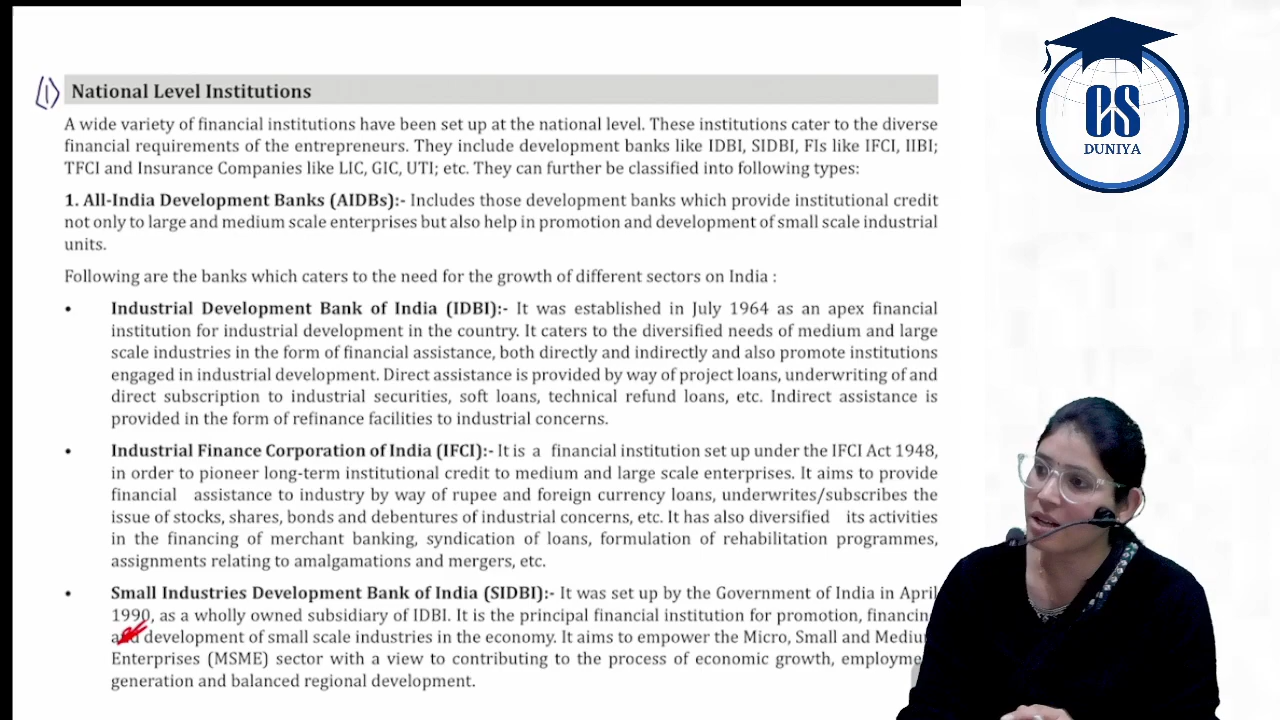 (1) National Level Institutions
A wide variety of financial institutions have been set up at the national level. These institutions cater to the diverse
financial requirements of the entrepreneurs. They include development banks like IDBI, SIDBI, FIs like IFCI, IIBI;
TFCI and Insurance Companies like LIC, GIC, UTI; etc. They can further be classified into following types:
1. All-India Development Banks (AIDBs):- Includes those development banks which provide institutional credit
not only to large and medium scale enterprises but also help in promotion and development of small scale industrial
units.
Following are the banks which caters to the need for the growth of different sectors on India :
• Industrial Development Bank of India (IDBI):- It was established in July 1964 as an apex financial
institution for industrial development in the country. It caters to the diversified needs of medium and large
scale industries in the form of financial assistance, both directly and indirectly and also promote institutions
engaged in industrial development. Direct assistance is provided by way of project loans, underwriting of and
direct subscription to industrial securities, soft loans, technical refund loans, etc. Indirect assistance is
provided in the form of refinance facilities to industrial concerns.
• Industrial Finance Corporation of India (IFCI):- It is a financial institution set up under the IFCI Act 1948,
in order to pioneer long-term institutional credit to medium and large scale enterprises. It aims to provide
financial assistance to industry by way of rupee and foreign currency loans, underwrites/subscribes the
issue of stocks, shares, bonds and debentures of industrial concerns, etc. It has also diversified its activities
in the financing of merchant banking, syndication of loans, formulation of rehabilitation programmes,
assignments relating to amalgamations and mergers, etc.
• Small Industries Development Bank of India (SIDBI):- It was set up by the Government of India in April
1990, as a wholly owned subsidiary of IDBI. It is the principal financial institution for promotion, financin
development of small scale industries in the economy. It aims to empower the Micro, Small and Mediu
Enterprises (MSME) sector with a view to contributing to the process of economic growth, employme
generation and balanced regional development.
CS
DUNIYA